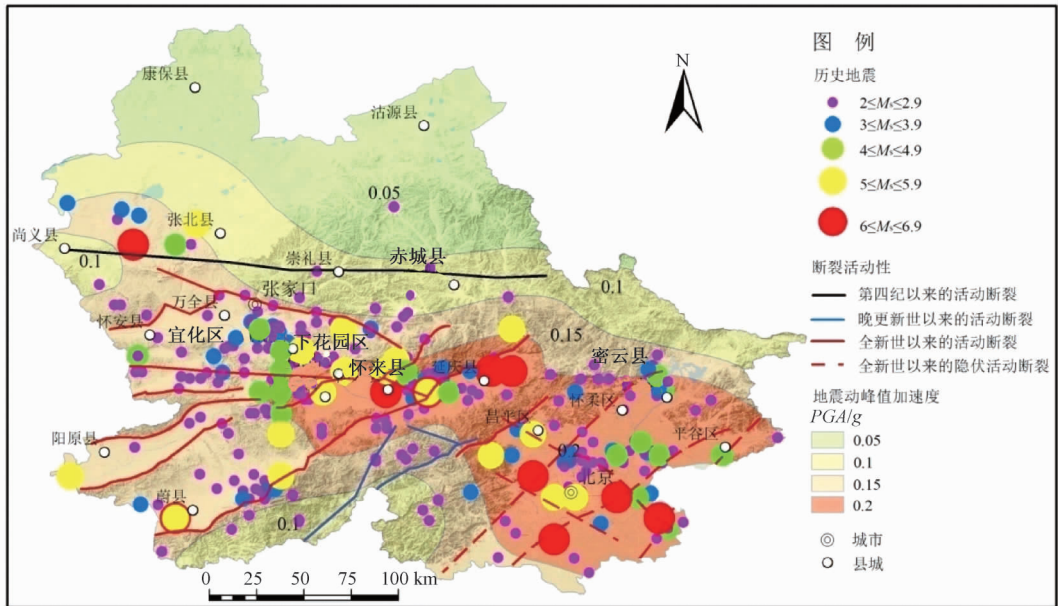 康保县
沽源县
N
0.05
张北县
尚义县
0.1
崇礼县
赤城县
0.1
张家口
万全县
怀安县
宣化区
0.15
下花园区
怀来县
延庆县
密云县
怀柔区
昌平区
平谷区
0.2
阳原县
北京
蔚县
0.1
0 25 50 75 100 km
图 例
历史地震
2≤Ms≤2.9
3≤Ms≤3.9
4≤Ms≤4.9
5≤Ms≤5.9
6≤Ms≤6.9
断裂活动性
第四纪以来的活动断裂
晚更新世以来的活动断裂
全新世以来的活动断裂
全新世以来的隐伏活动断裂
地震动峰值加速度
PGA/g
0.05
0.1
0.15
0.2
城市
县城